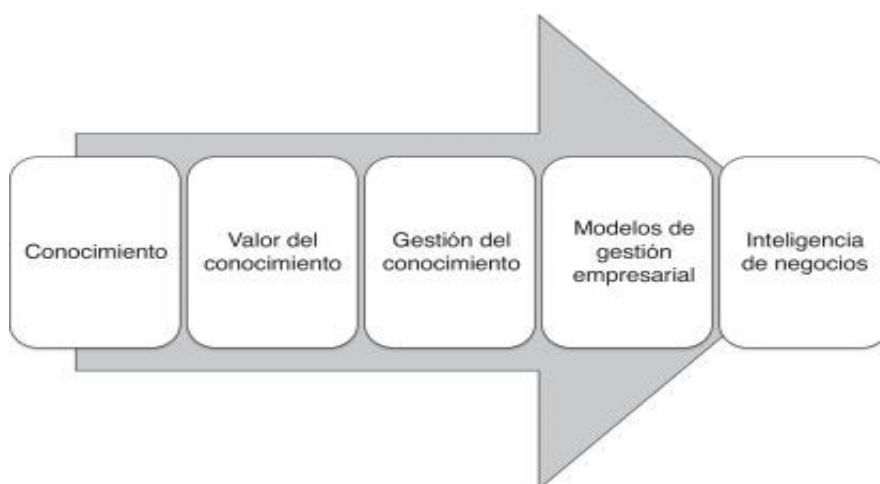 Conocimiento
Valor del
conocimiento
Gestión del
conocimiento
Modelos de
gestión
empresarial
Inteligencia
de negocios